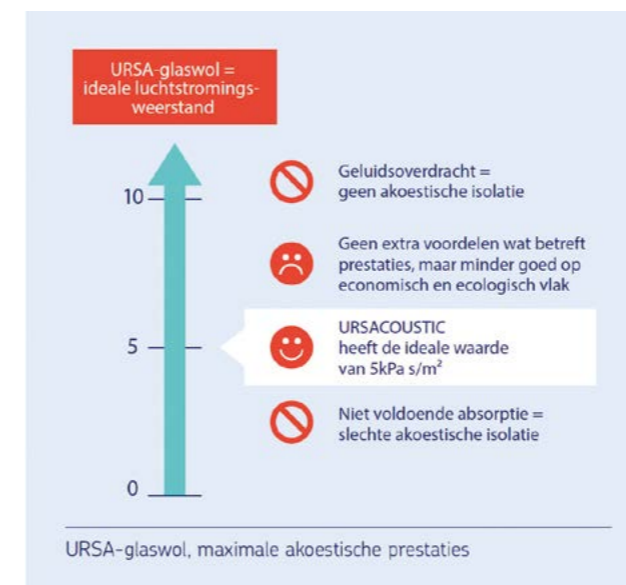 URSA-glaswol =
ideale luchtstromings-
weerstand
10
Geluidsoverdracht =
geen akoestische isolatie
Geen extra voordelen wat betreft
prestaties, maar minder goed op
economisch en ecologisch vlak
5
URSACOUSTIC
heeft de ideale waarde
van 5kPa s/m²
Niet voldoende absorptie =
slechte akoestische isolatie
0
URSA-glaswol, maximale akoestische prestaties